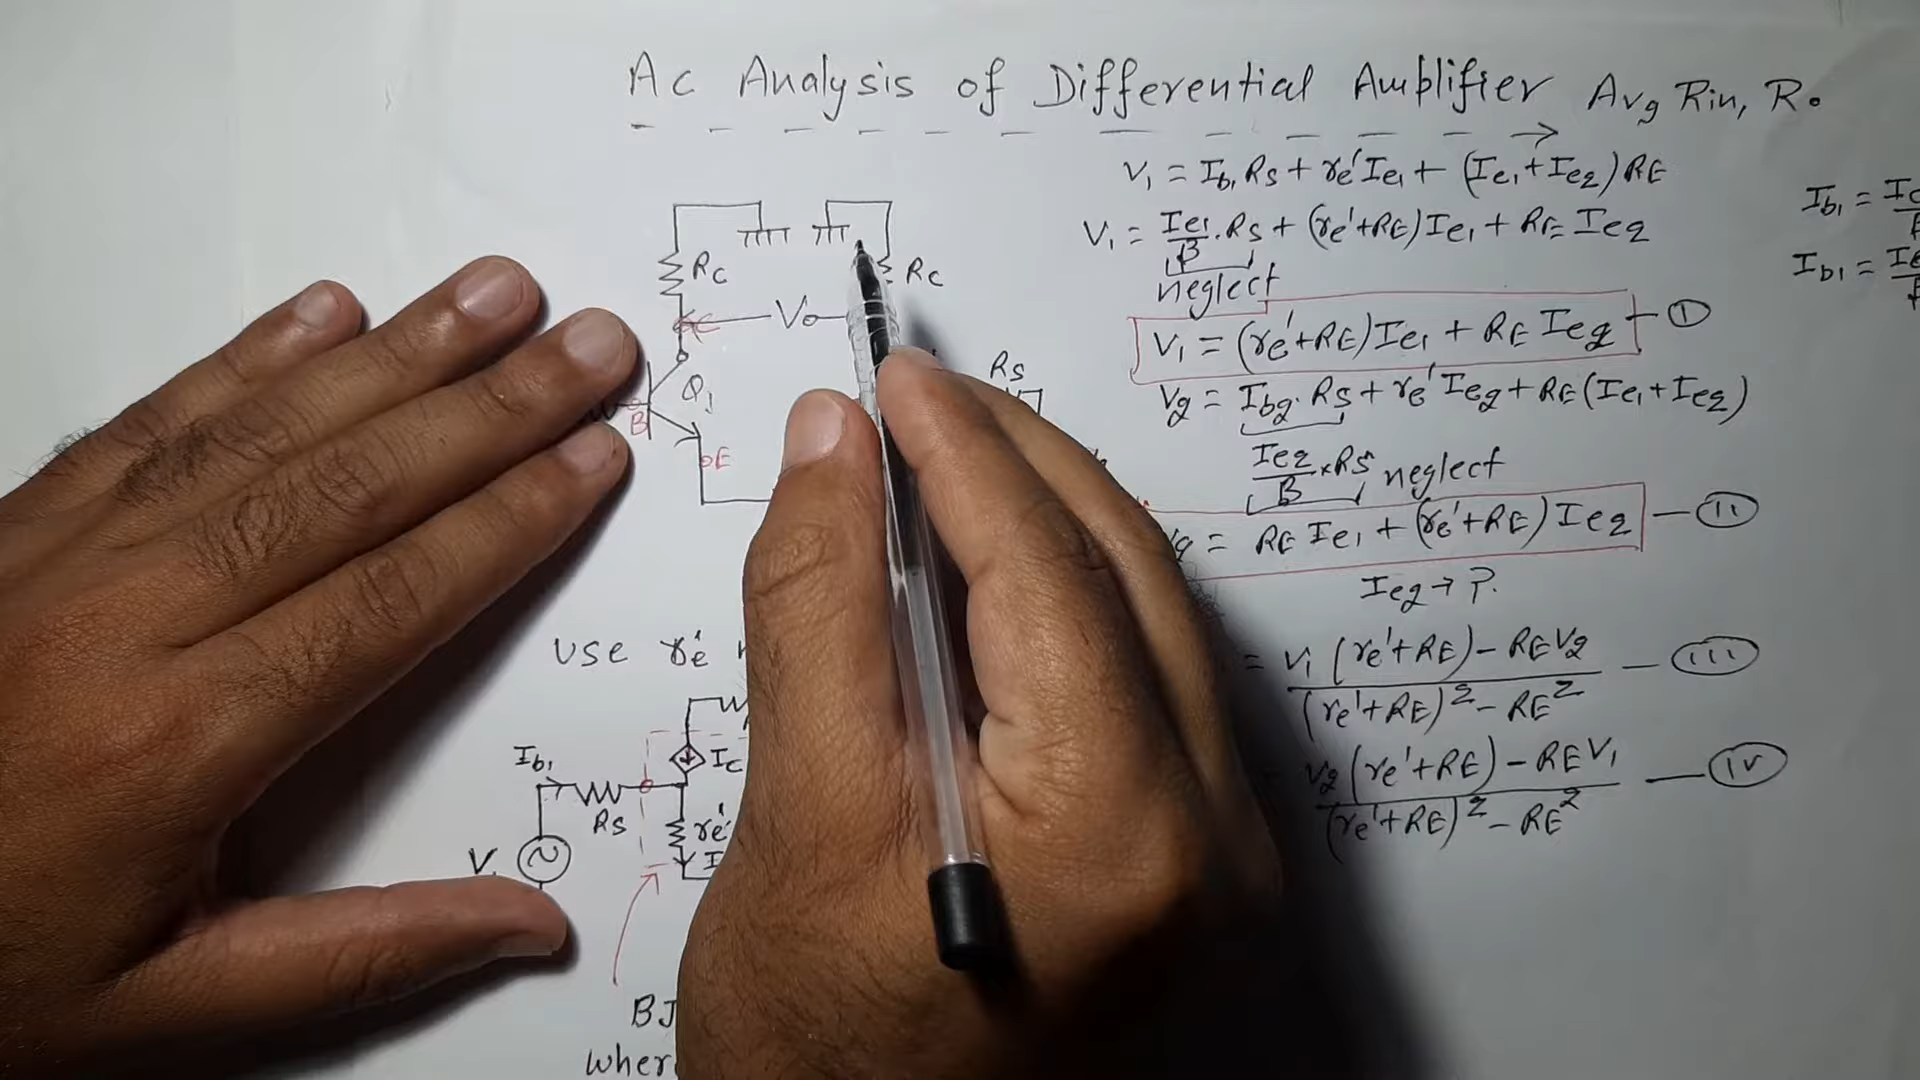 Ac Analysis of Differential Amplifier Avg Rin, Ro
V1 = Ib1 Rs + re' Ie1 + (Ie1 + Ie2) RE
V1 = Ie1/β . Rs + (re' + RE) Ie1 + RE Ie2
neglect
V1 = (re' + RE) Ie1 + RE Ie2 — I
V2 = Ib2 . Rs + re' Ie2 + RE (Ie1 + Ie2)
Ie2/β × Rs neglect
= RE Ie1 + (re' + RE) Ie2 — II
Ie2 → ?
= V1 (re' + RE) - RE V2 / (re' + RE)² - RE² — III
V2 (re' + RE) - RE V1 / (re' + RE)² - RE² — IV
Ib1 =
Ib1 =
Rc
Rc
C
Vo
Q1
B
E
Rs
use re'
Ib1
Rs
Ic
re'
V
BJ
wher